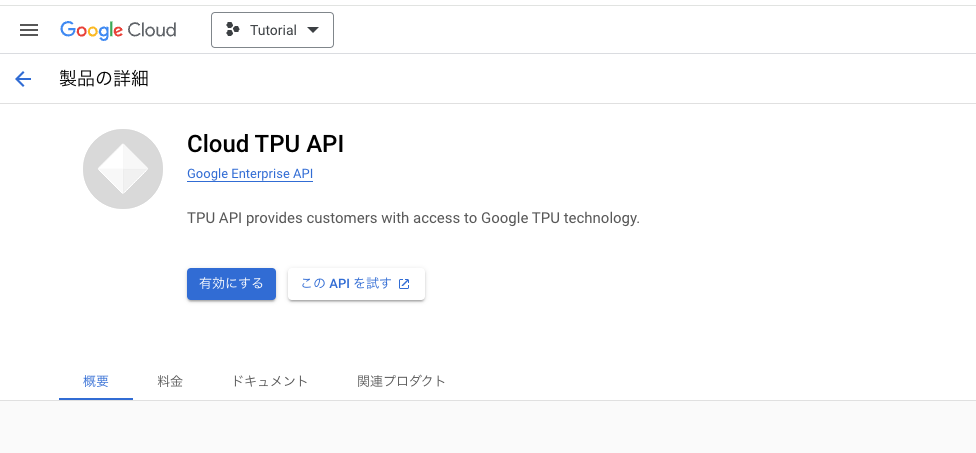 Google Cloud
Tutorial
製品の詳細
Cloud TPU API
Google Enterprise API
TPU API provides customers with access to Google TPU technology.
有効にする
この API を試す
概要
料金
ドキュメント
関連プロダクト